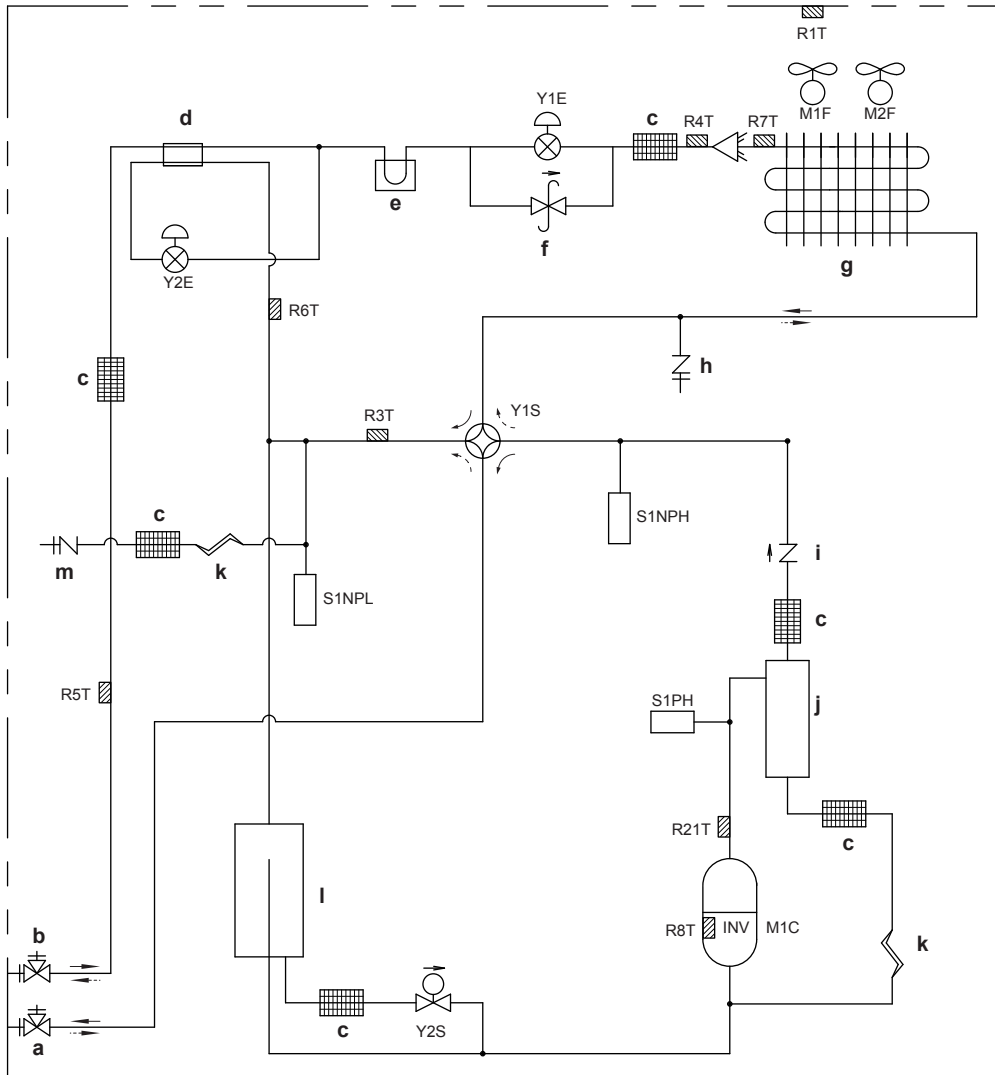 R1T
M1F M2F
Y1E
d c R4T R7T
e
f
Y2E g
R6T
c h
R3T Y1S
c S1NPH
m k i
S1NPL
c
R5T S1PH j
R21T c
l
R8T INV M1C
b k
c Y2S
a